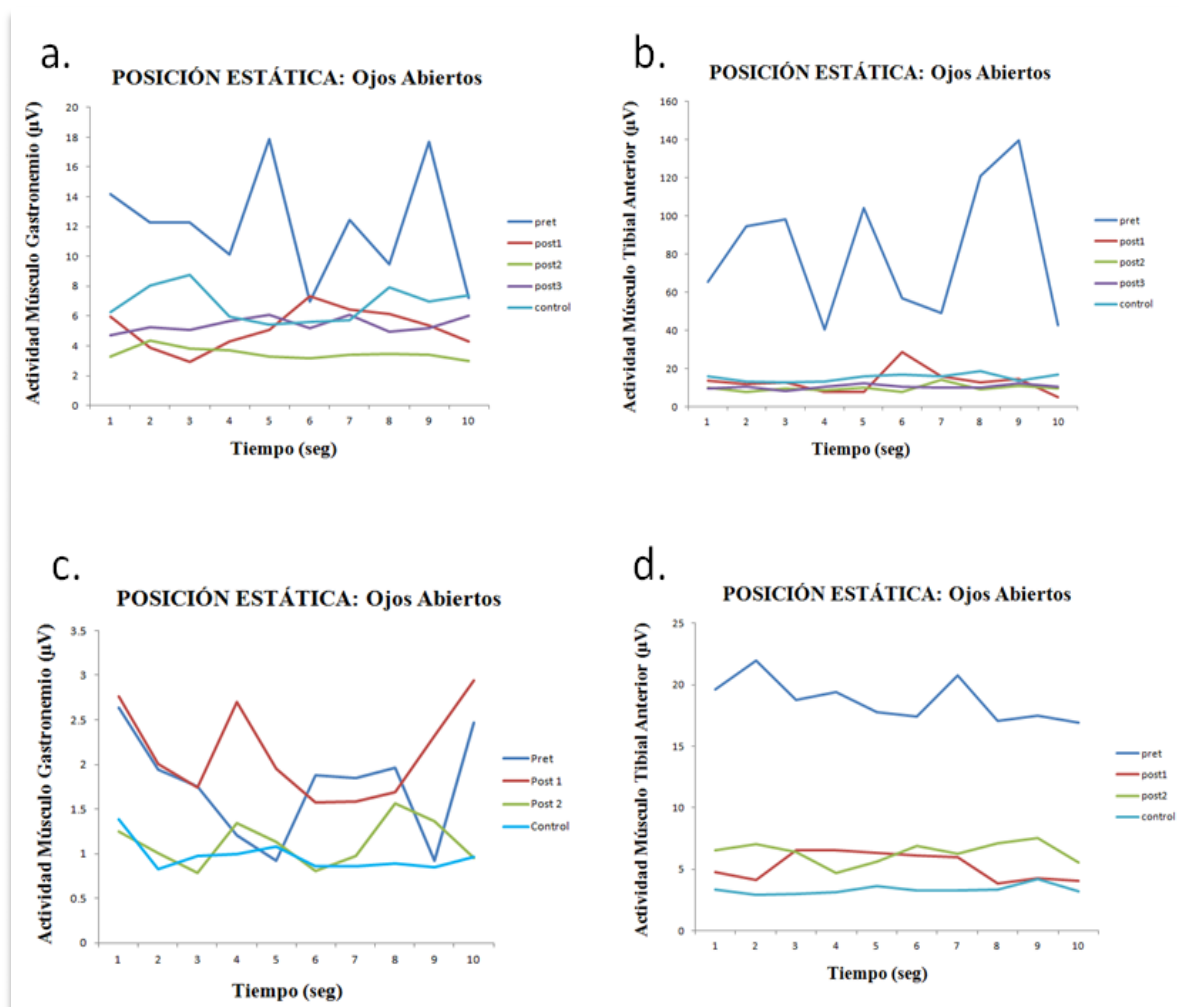 a.
POSICIÓN ESTÁTICA: Ojos Abiertos
Actividad Músculo Gastronemio (µV)
20
18
16
14
12
10
8
6
4
2
0
1 2 3 4 5 6 7 8 9 10
Tiempo (seg)
pret
post1
post2
post3
control
b.
POSICIÓN ESTÁTICA: Ojos Abiertos
Actividad Músculo Tibial Anterior (µV)
160
140
120
100
80
60
40
20
0
1 2 3 4 5 6 7 8 9 10
Tiempo (seg)
pret
post1
post2
post3
control
c.
POSICIÓN ESTÁTICA: Ojos Abiertos
Actividad Músculo Gastronemio (µV)
3.5
3
2.5
2
1.5
1
0.5
0
1 2 3 4 5 6 7 8 9 10
Tiempo (seg)
Pret
Post 1
Post 2
Control
d.
POSICIÓN ESTÁTICA: Ojos Abiertos
Actividad Músculo Tibial Anterior (µV)
25
20
15
10
5
0
1 2 3 4 5 6 7 8 9 10
Tiempo (seg)
pret
post1
post2
control